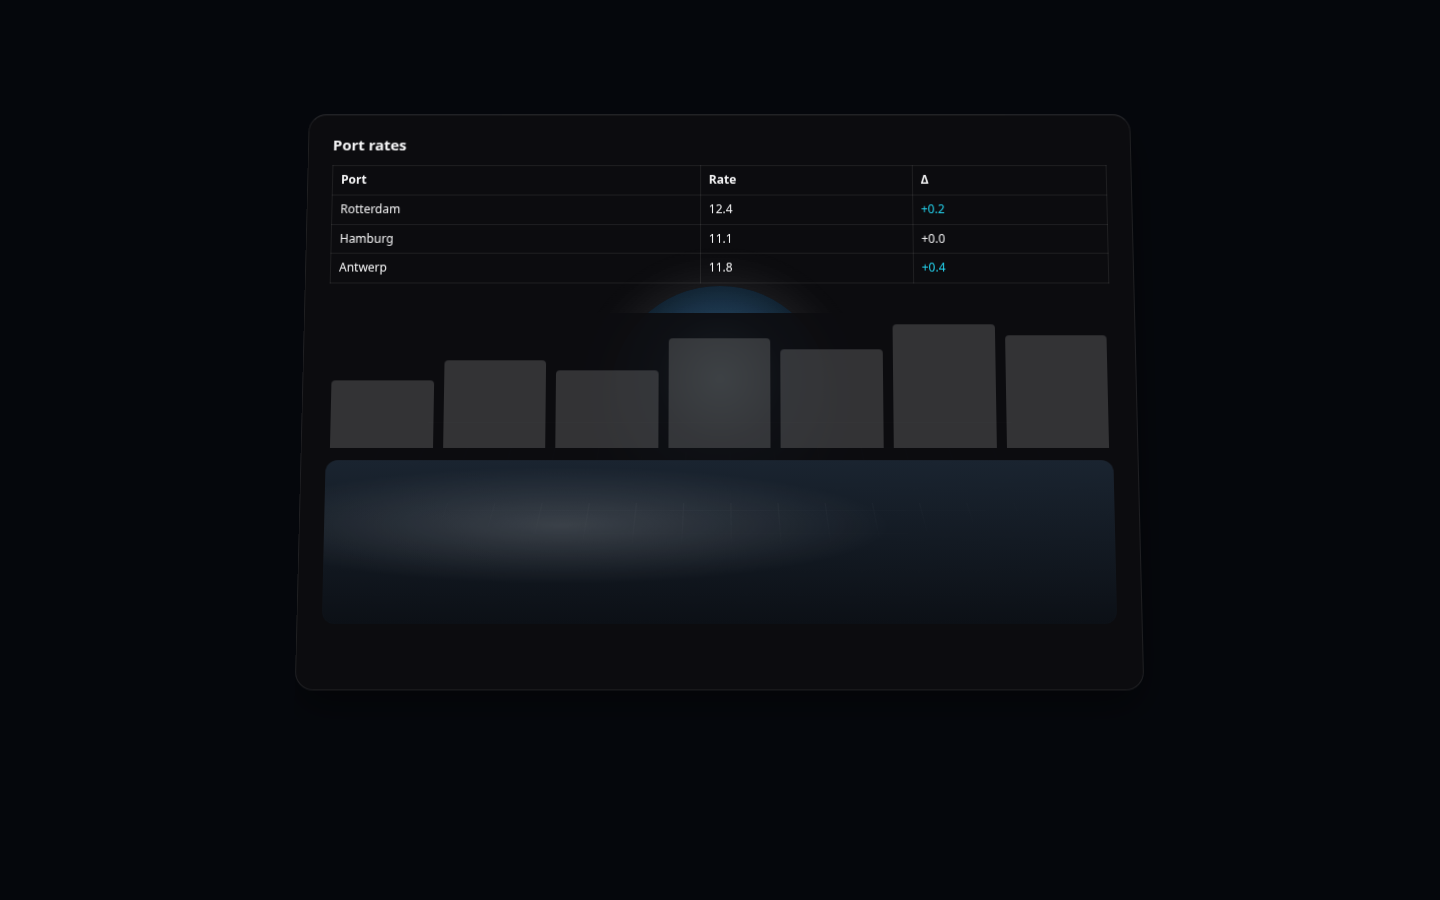 Port rates
Port Rate Δ
Rotterdam 12.4 +0.2
Hamburg 11.1 +0.0
Antwerp 11.8 +0.4